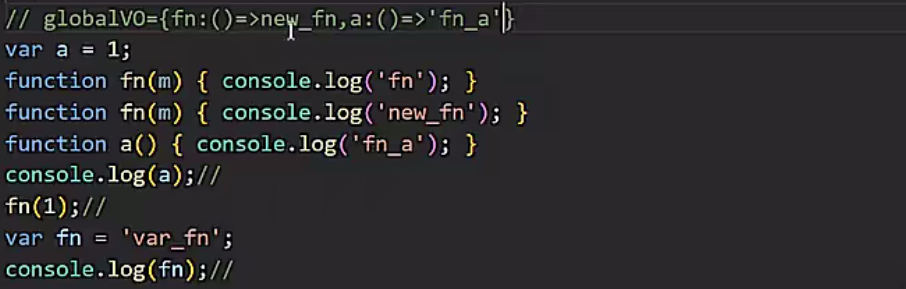 // globalVO={fn:()=>new_fn,a:()=>'fn_a'}
var a = 1;
function fn(m) { console.log('fn'); }
function fn(m) { console.log('new_fn'); }
function a() { console.log('fn_a'); }
console.log(a);//
fn(1);//
var fn = 'var_fn';
console.log(fn);//